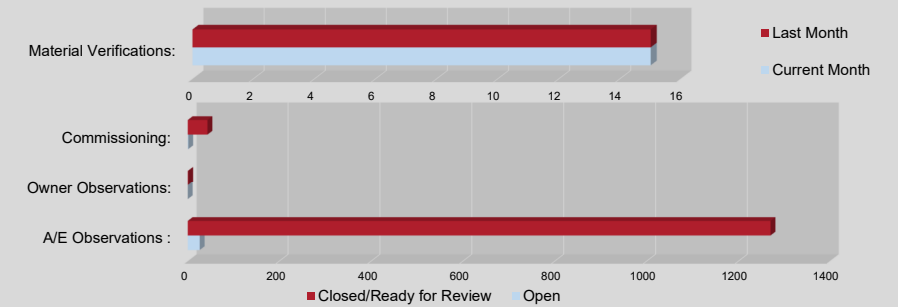 Last Month
Material Verifications:
Current Month
0 2 4 6 8 10 12 14 16
Commissioning:
Owner Observations:
A/E Observations :
0 200 400 600 800 1000 1200 1400
Closed/Ready for Review Open